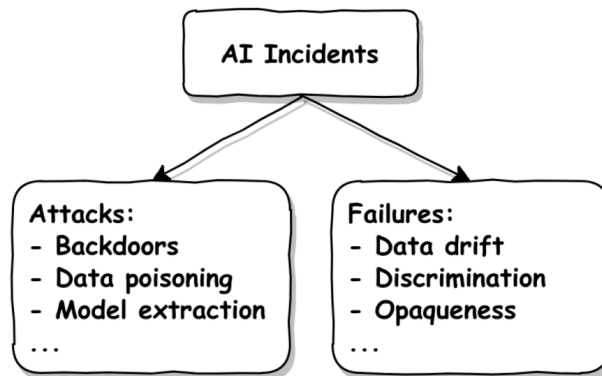 AI Incidents
Attacks:
- Backdoors
- Data poisoning
- Model extraction
...
Failures:
- Data drift
- Discrimination
- Opaqueness
...